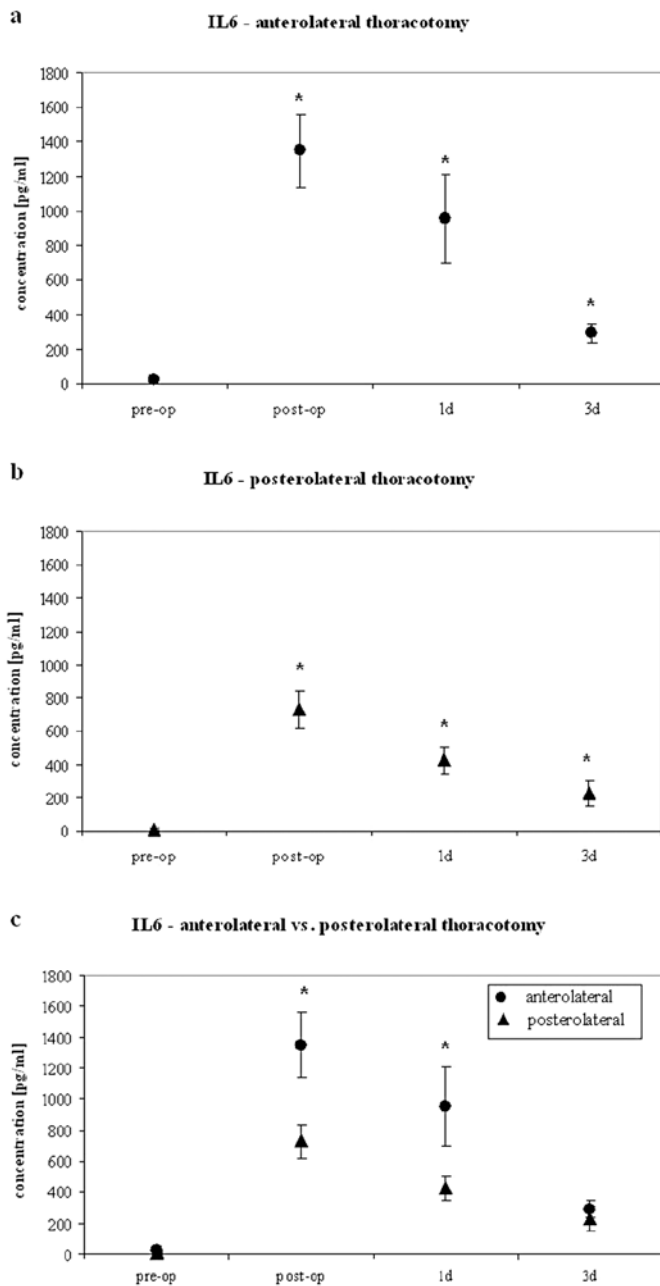 a
IL6 - anterolateral thoracotomy
concentration [pg/ml]
1800
1600
1400
1200
1000
800
600
400
200
0
*
*
*
pre-op post-op 1d 3d
b
IL6 - posterolateral thoracotomy
concentration [pg/ml]
1800
1600
1400
1200
1000
800
600
400
200
0
*
*
*
pre-op post-op 1d 3d
c
IL6 - anterolateral vs. posterolateral thoracotomy
concentration [pg/ml]
1800
1600
1400
1200
1000
800
600
400
200
0
*
*
anterolateral
posterolateral
pre-op post-op 1d 3d